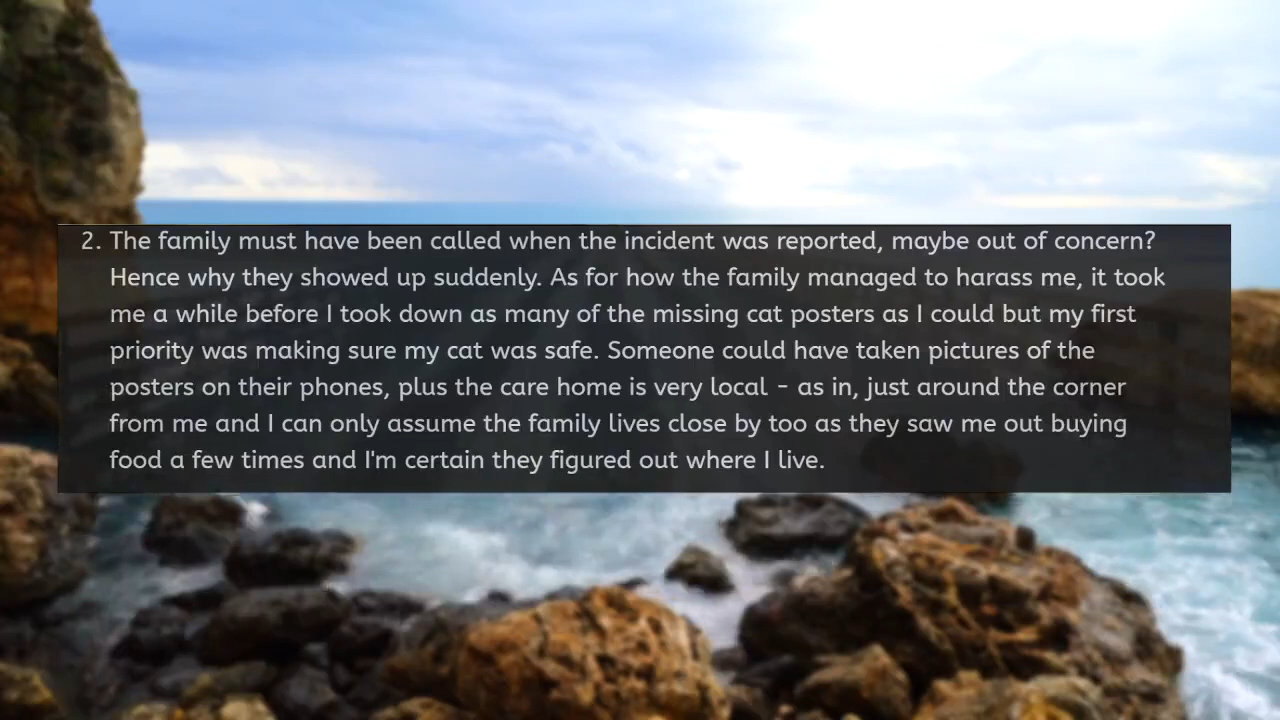 2. The family must have been called when the incident was reported, maybe out of concern?
Hence why they showed up suddenly. As for how the family managed to harass me, it took
me a while before I took down as many of the missing cat posters as I could but my first
priority was making sure my cat was safe. Someone could have taken pictures of the
posters on their phones, plus the care home is very local - as in, just around the corner
from me and I can only assume the family lives close by too as they saw me out buying
food a few times and I'm certain they figured out where I live.